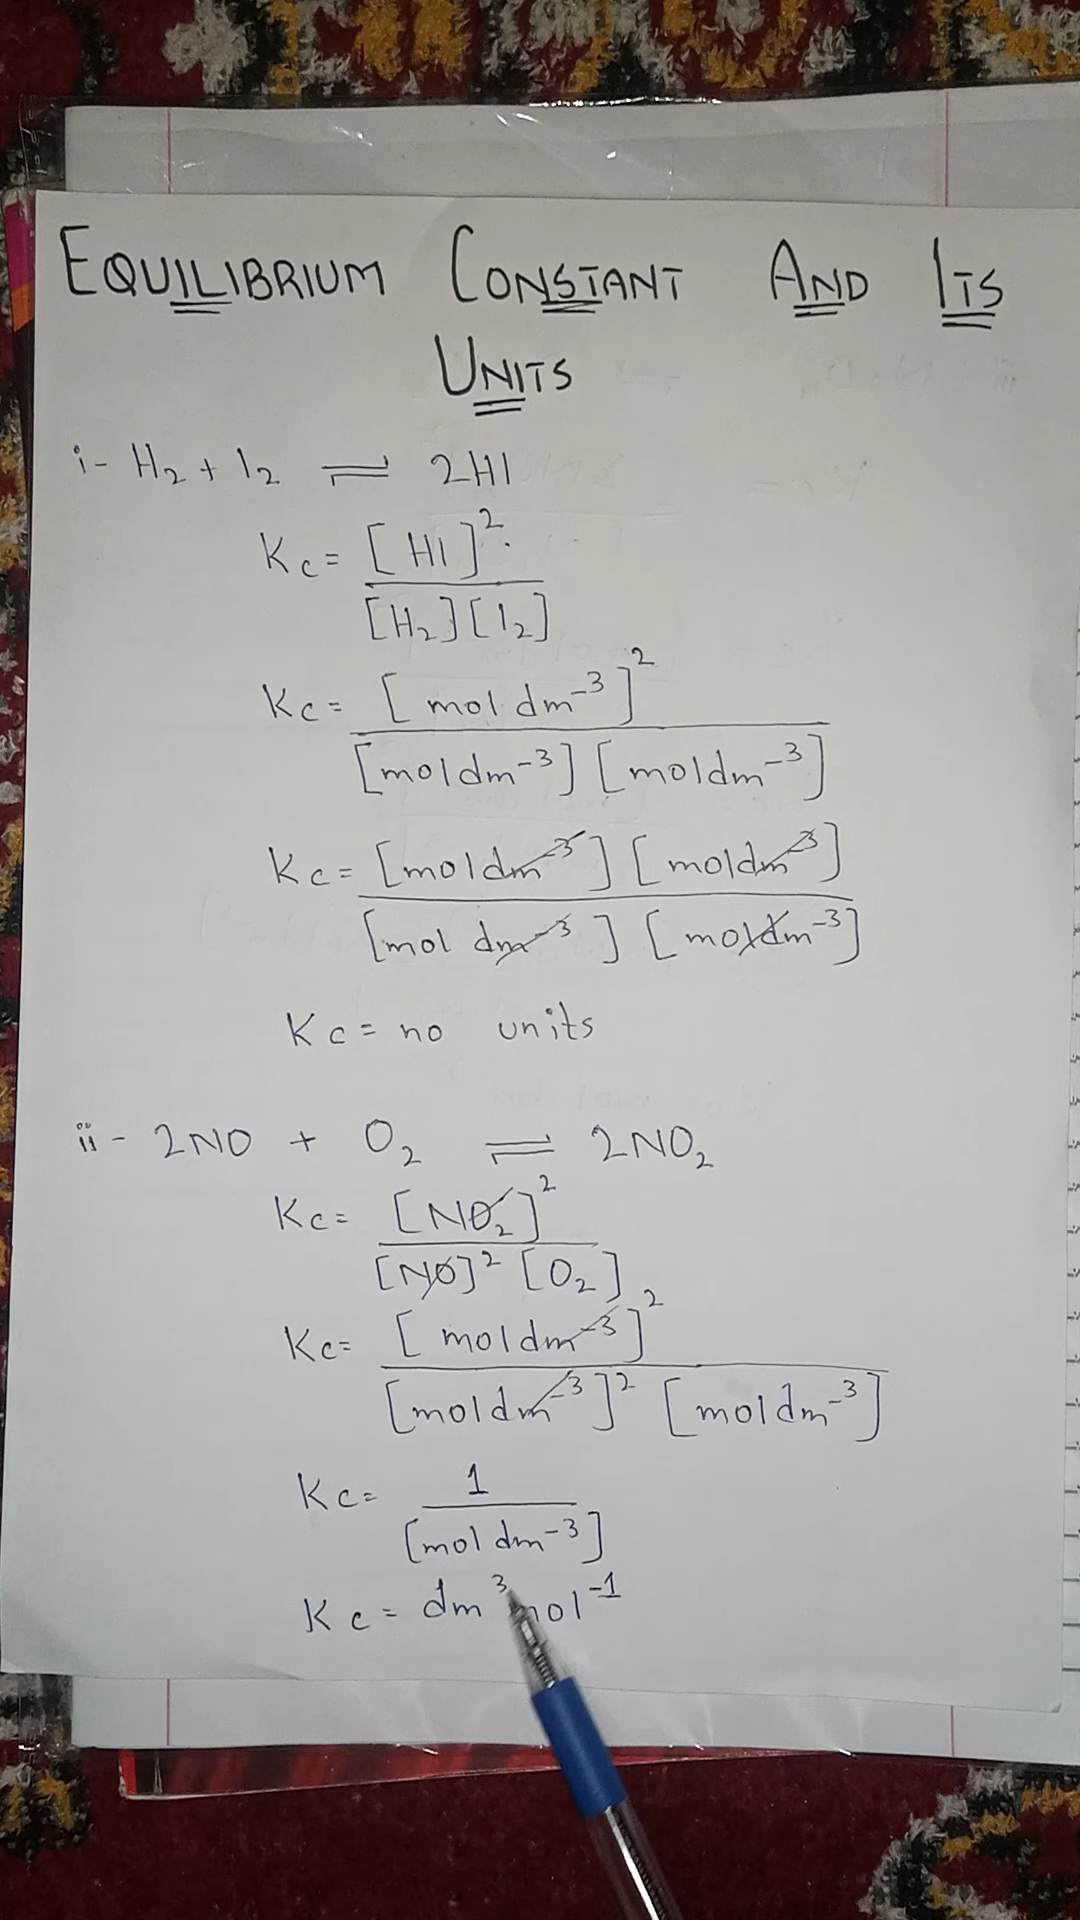 EQUILIBRIUM CONSTANT AND ITS
UNITS
i- H₂ + I₂ ⇌ 2HI
Kc = [HI]²
[H₂][I₂]
Kc = [mol dm⁻³]²
[moldm⁻³][moldm⁻³]
Kc = [moldm⁻³][moldm⁻³]
[mol dm⁻³][moldm⁻³]
Kc = no units
ii- 2NO + O₂ ⇌ 2NO₂
Kc = [NO₂]²
[NO]² [O₂]
Kc = [moldm⁻³]²
[moldm⁻³]² [moldm⁻³]
Kc = 1
[mol dm⁻³]
Kc = dm³ mol⁻¹